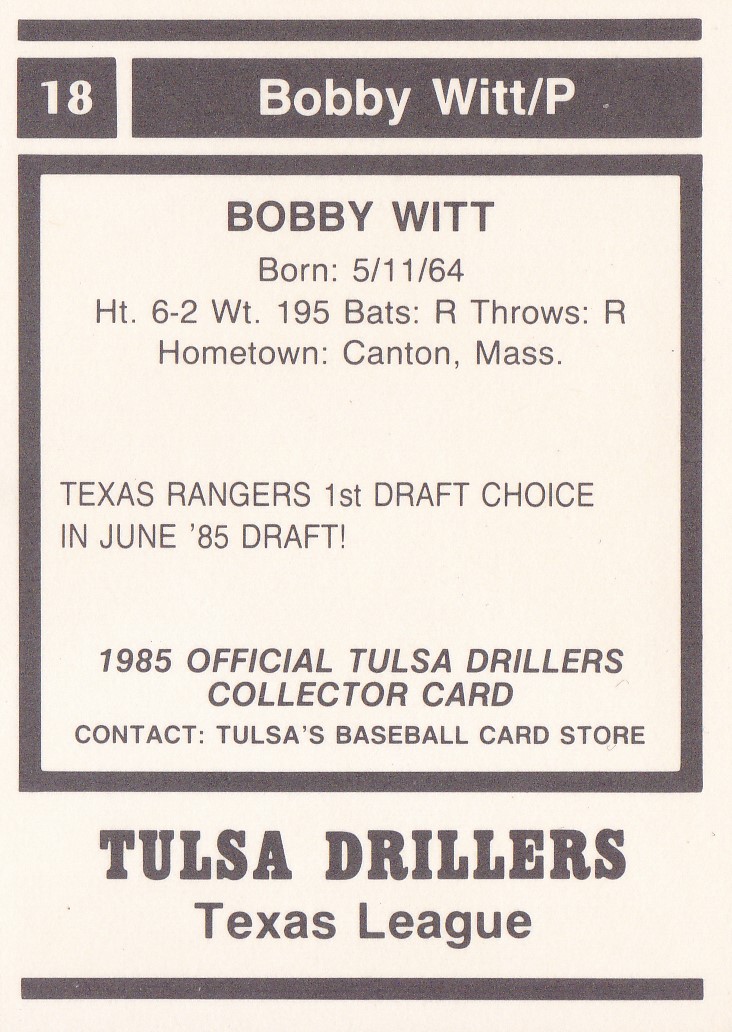 18
Bobby Witt/P
BOBBY WITT
Born: 5/11/64
Ht. 6-2 Wt. 195 Bats: R Throws: R
Hometown: Canton, Mass.
TEXAS RANGERS 1st DRAFT CHOICE
IN JUNE '85 DRAFT!
1985 OFFICIAL TULSA DRILLERS
COLLECTOR CARD
CONTACT: TULSA'S BASEBALL CARD STORE
TULSA DRILLERS
Texas League